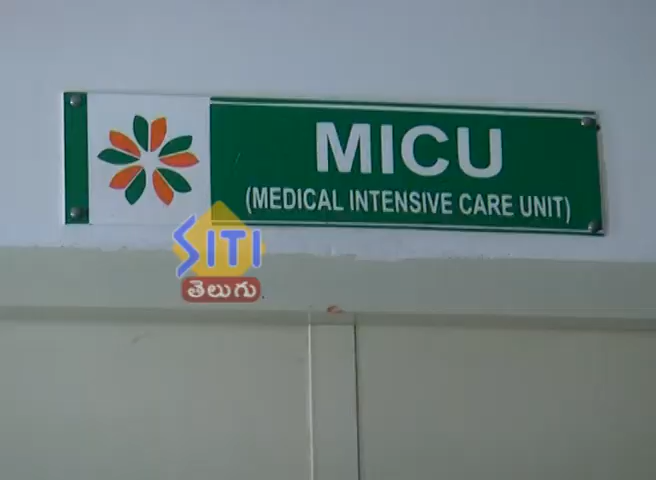 MICU
(MEDICAL INTENSIVE CARE UNIT)
SITI
తెలుగు